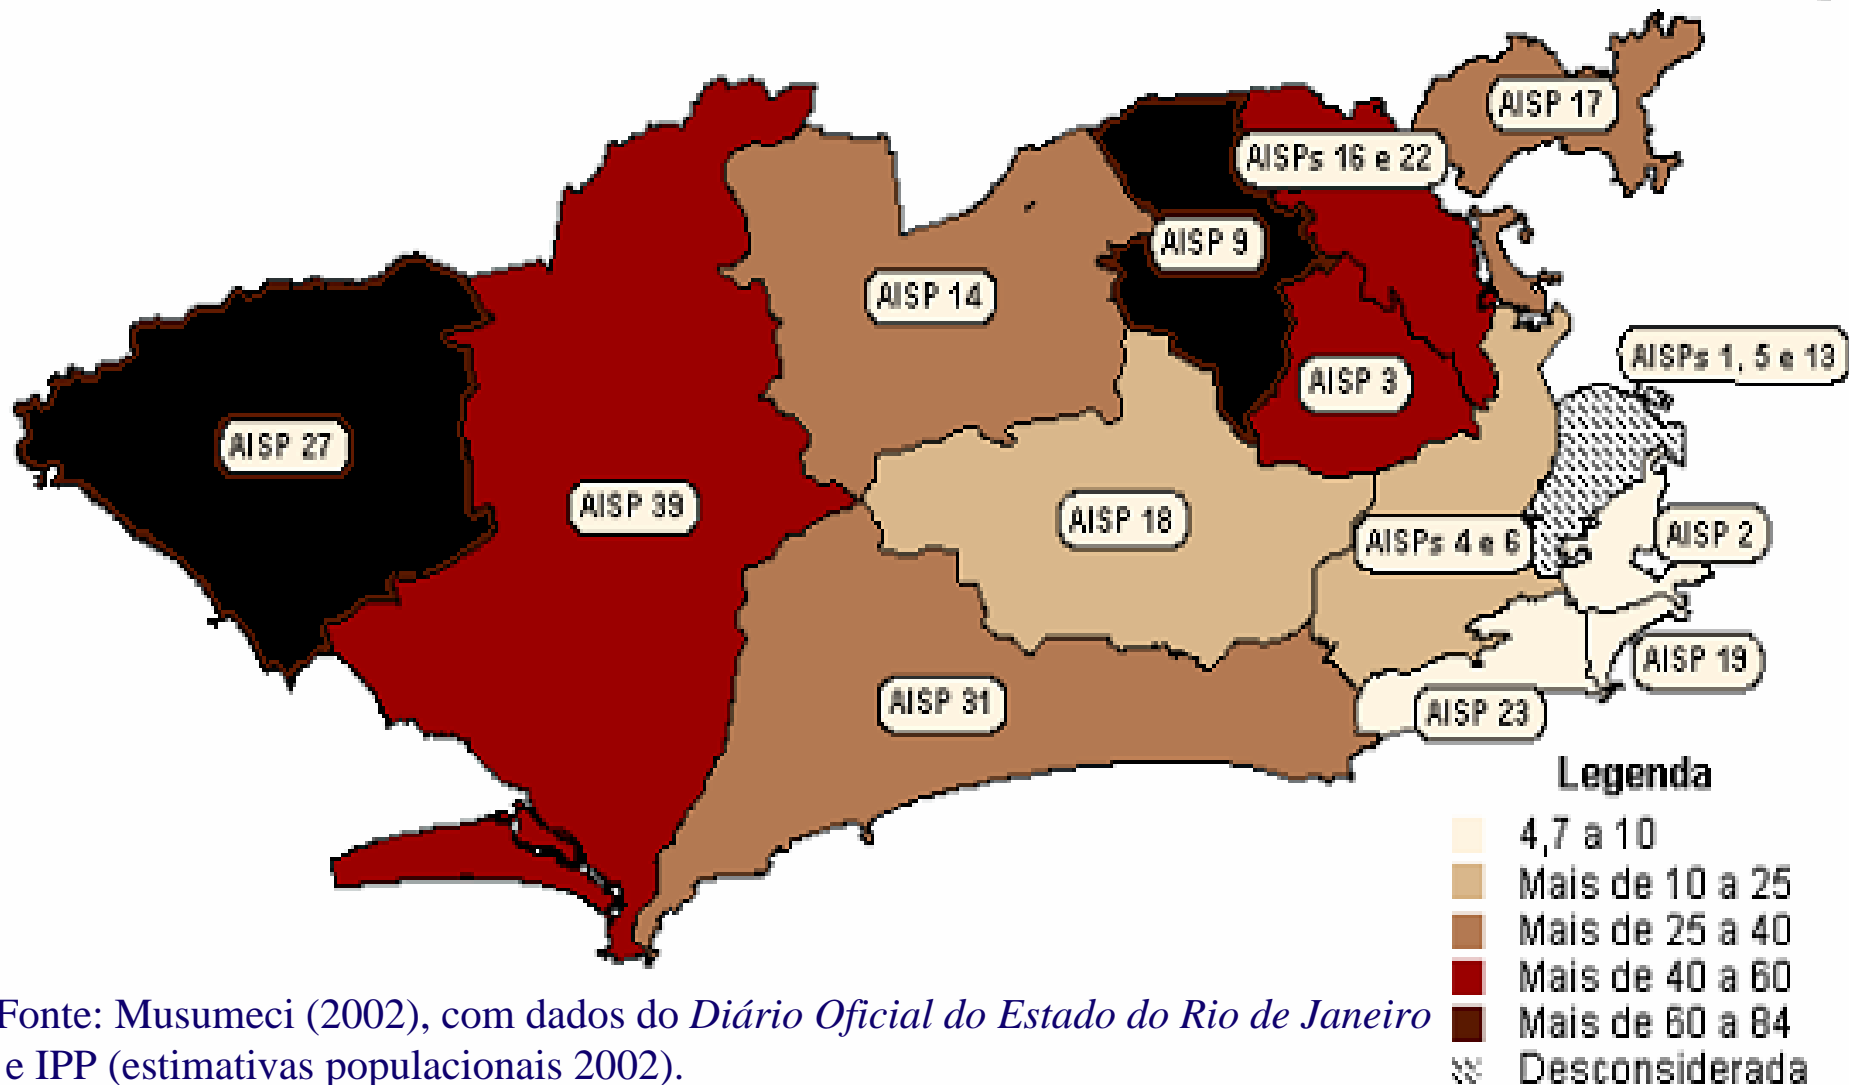 AISP 17
AISPs 16 e 22
AISP 9
AISP 14
AISPs 1, 5 e 13
AISP 3
AISP 27
AISP 39
AISP 18
AISPs 4 e 6
AISP 2
AISP 19
AISP 31
AISP 23
Legenda
4,7 a 10
Mais de 10 a 25
Mais de 25 a 40
Mais de 40 a 60
Mais de 60 a 84
Desconsiderada
Fonte: Musumeci (2002), com dados do Diário Oficial do Estado do Rio de Janeiro
e IPP (estimativas populacionais 2002).